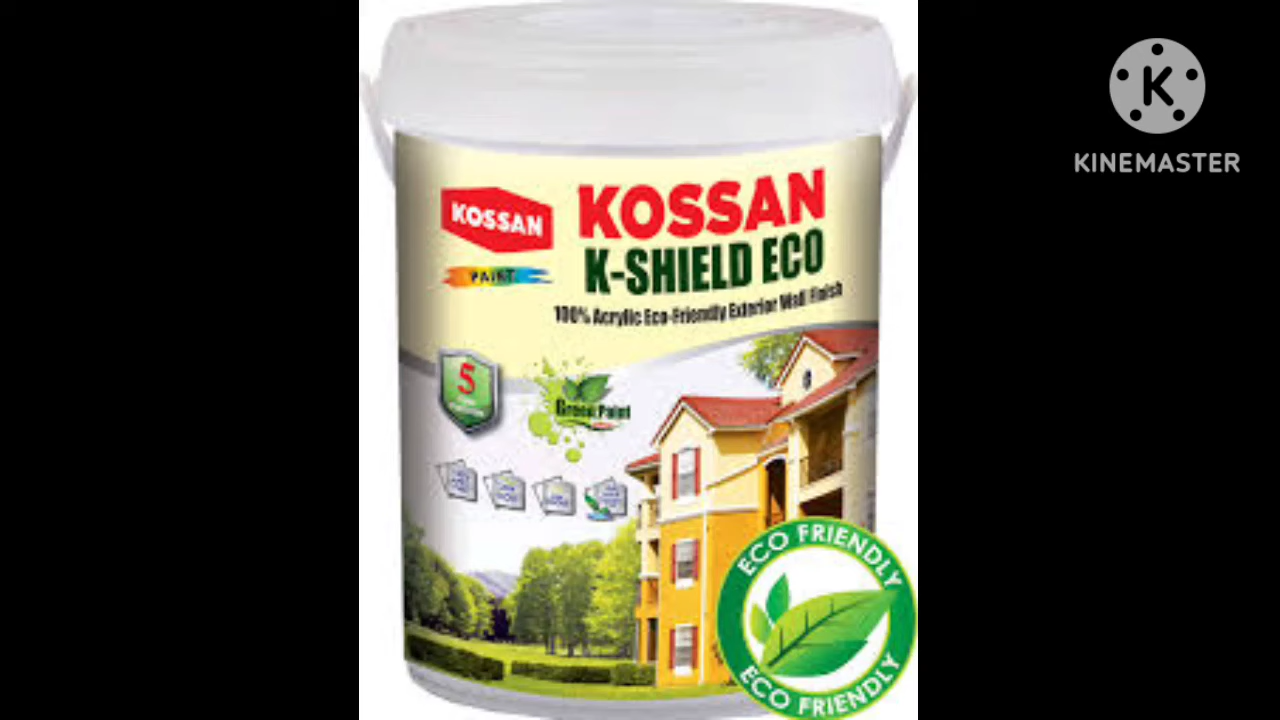 KOSSAN
PAINT
KOSSAN
K-SHIELD ECO
100% Acrylic Eco-Friendly Exterior Wall Finish
5
Green Paint
ECO FRIENDLY
ECO FRIENDLY
K
KINEMASTER